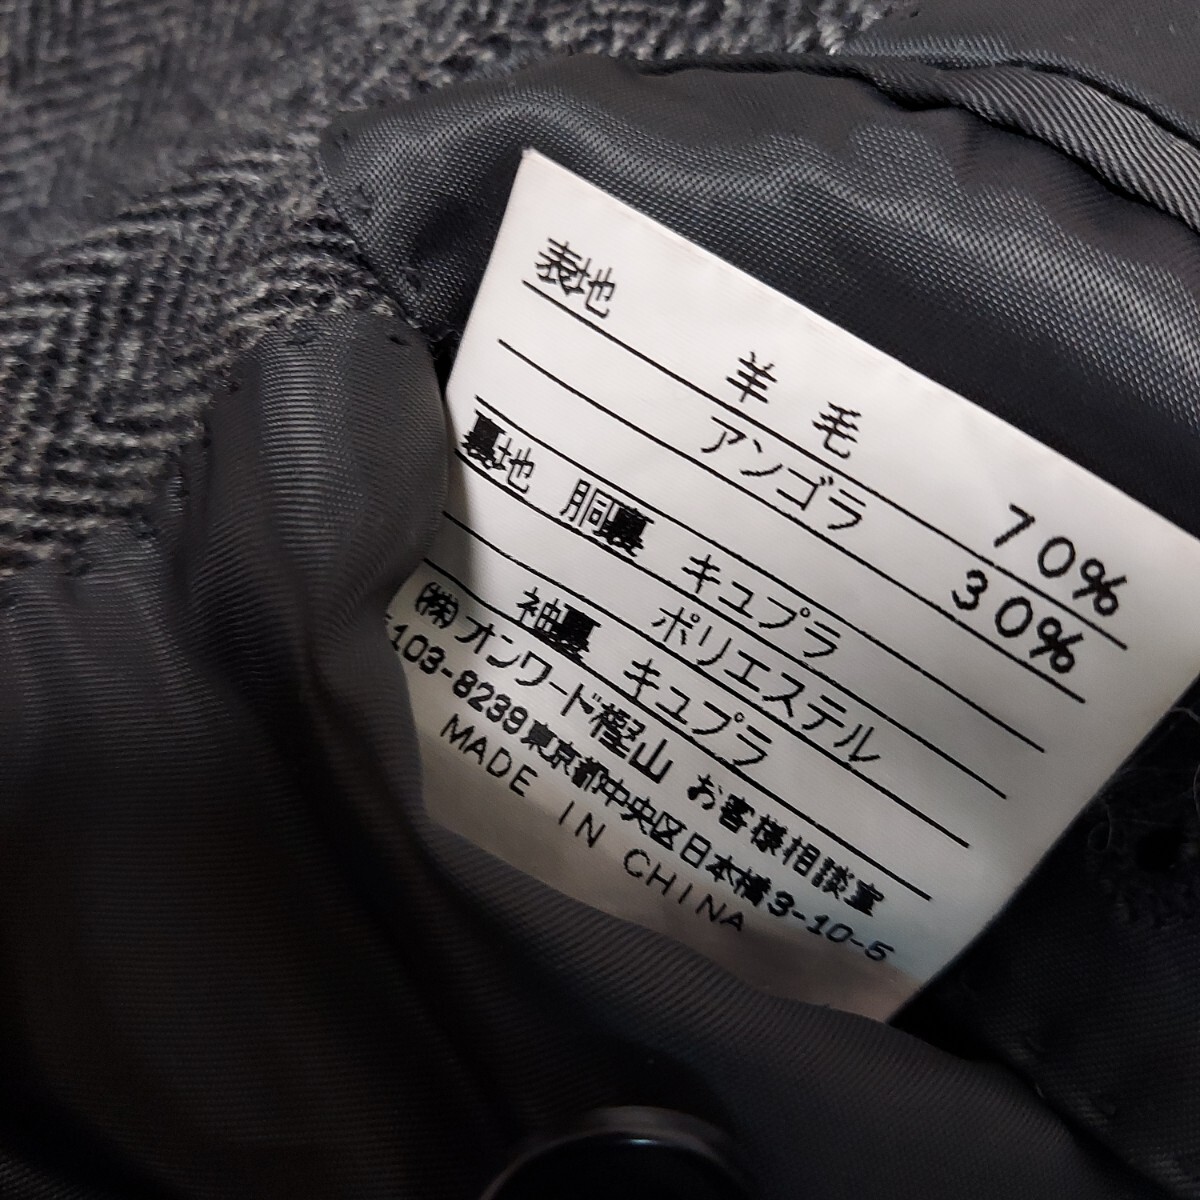 表地 羊毛 70%
アンゴラ 30%
裏地 胴裏 キュプラ
ポリエステル
袖裏 キュプラ
(株)オンワード樫山 お客様相談室
103-8239東京都中央区日本橋3-10-5
MADE IN CHINA